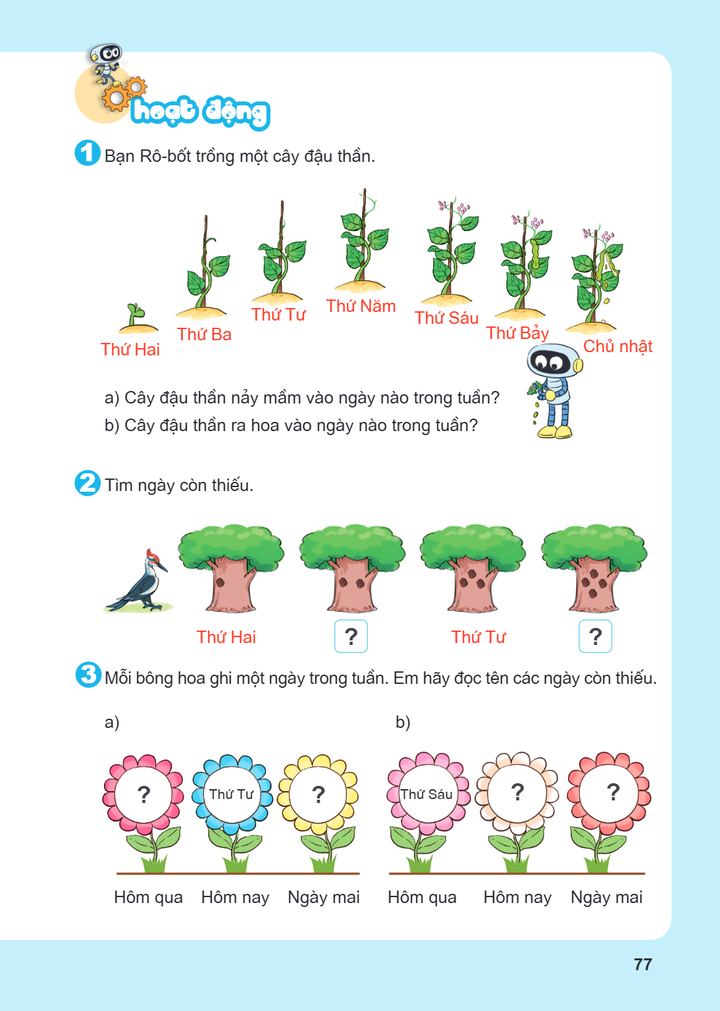 hoạt động
1 Bạn Rô-bốt trồng một cây đậu thần.
Thứ Hai
Thứ Ba
Thứ Tư
Thứ Năm
Thứ Sáu
Thứ Bảy
Chủ nhật
a) Cây đậu thần nảy mầm vào ngày nào trong tuần?
b) Cây đậu thần ra hoa vào ngày nào trong tuần?
2 Tìm ngày còn thiếu.
Thứ Hai ? Thứ Tư ?
3 Mỗi bông hoa ghi một ngày trong tuần. Em hãy đọc tên các ngày còn thiếu.
a) b)
? Thứ Tư ? Thứ Sáu ? ?
Hôm qua Hôm nay Ngày mai Hôm qua Hôm nay Ngày mai
77